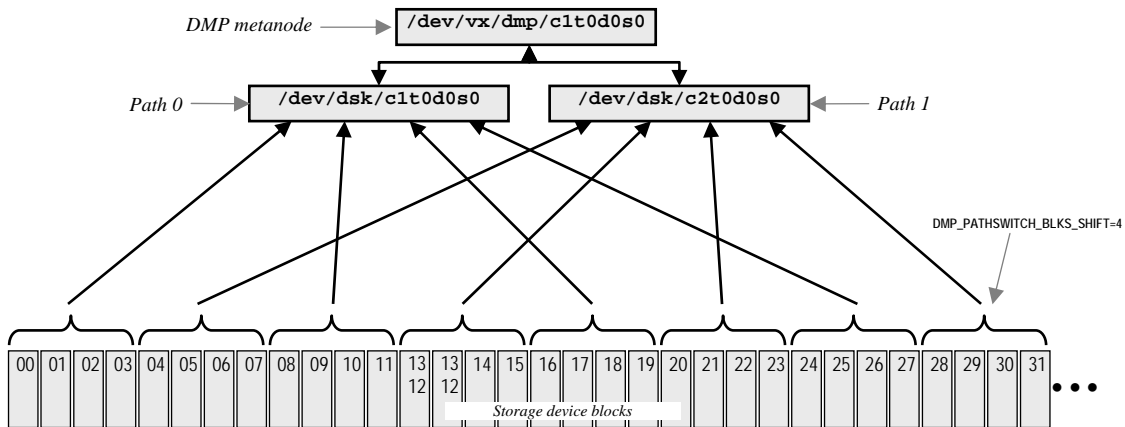 DMP metanode
/dev/vx/dmp/c1t0d0s0
Path 0
/dev/dsk/c1t0d0s0
/dev/dsk/c2t0d0s0
Path 1
DMP_PATHSWITCH_BLKS_SHIFT=4
00 01 02 03 04 05 06 07 08 09 10 11 13 13 14 15 16 17 18 19 20 21 22 23 24 25 26 27 28 29 30 31
12 12
Storage device blocks